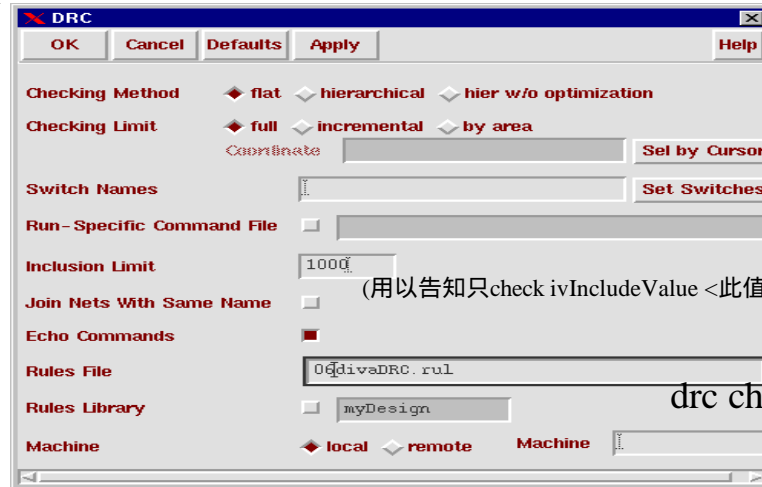 DRC
OK Cancel Defaults Apply Help
Checking Method flat hierarchical hier w/o optimization
Checking Limit full incremental by area
Coordinate Sel by Cursor
Switch Names Set Switches
Run-Specific Command File
Inclusion Limit 1000
(用以告知只check ivIncludeValue <此值
Join Nets With Same Name
Echo Commands
Rules File 06divaDRC.rul
drc ch
Rules Library myDesign
Machine local remote Machine